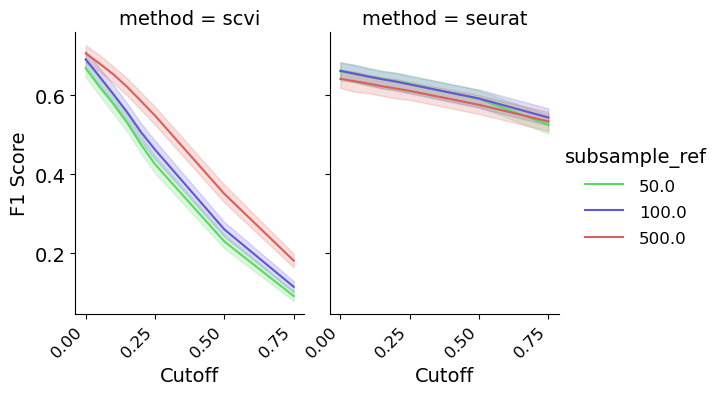 method = scvi
method = seurat
F1 Score
0.6
0.4
0.2
0.00
0.25
0.50
0.75
Cutoff
0.00
0.25
0.50
0.75
Cutoff
subsample_ref
50.0
100.0
500.0